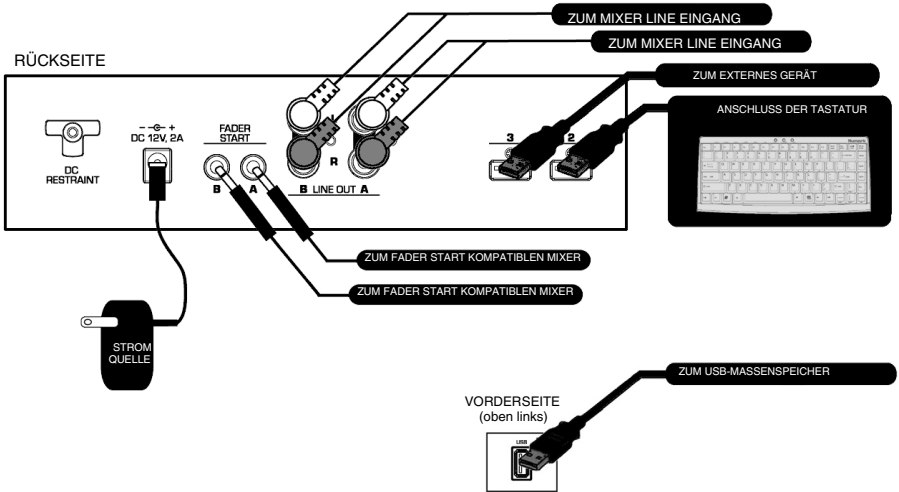 ZUM MIXER LINE EINGANG
ZUM MIXER LINE EINGANG
RÜCKSEITE
ZUM EXTERNES GERÄT
ANSCHLUSS DER TASTATUR
DC 12V, 2A
FADER
START
3
2
DC
RESTRAINT
R
B
A
B LINE OUT A
ZUM FADER START KOMPATIBLEN MIXER
ZUM FADER START KOMPATIBLEN MIXER
STROM
QUELLE
ZUM USB-MASSENSPEICHER
VORDERSEITE
(oben links)
USB